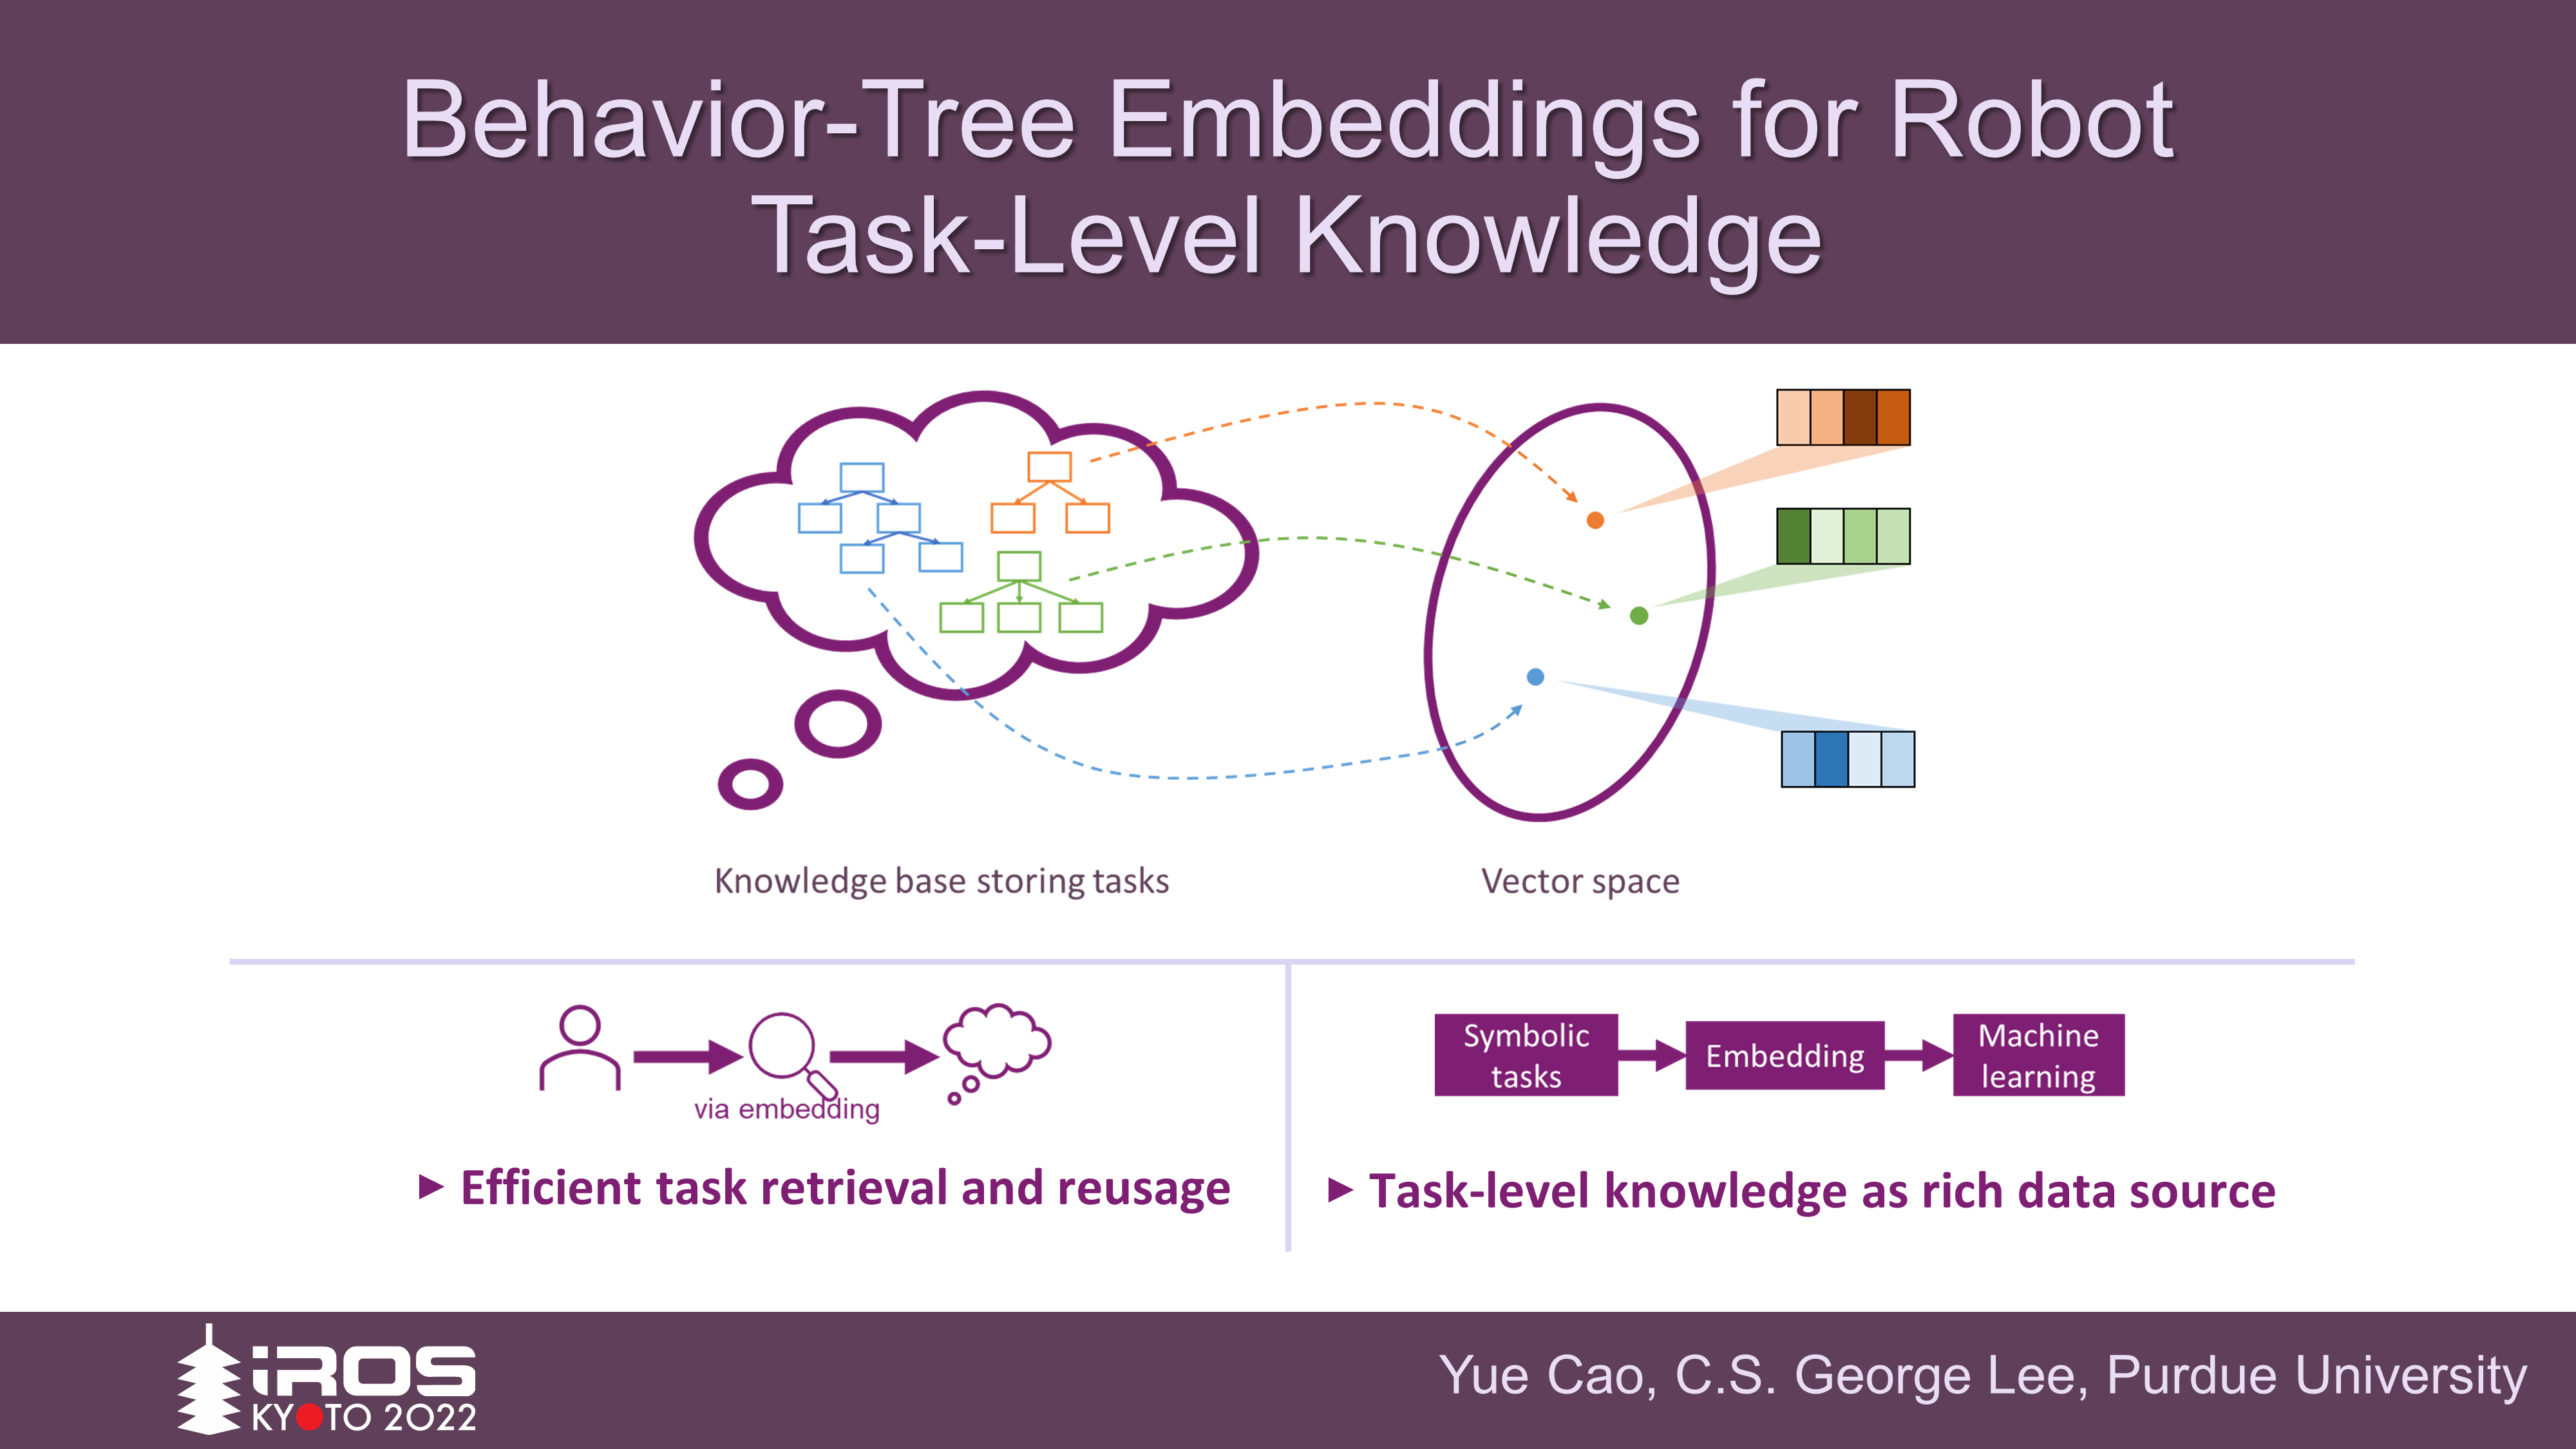 Behavior-Tree Embeddings for Robot
Task-Level Knowledge
Knowledge base storing tasks
Vector space
via embedding
► Efficient task retrieval and reusage
Symbolic
tasks
Embedding
Machine
learning
► Task-level knowledge as rich data source
iROS
KYOTO 2022
Yue Cao, C.S. George Lee, Purdue University